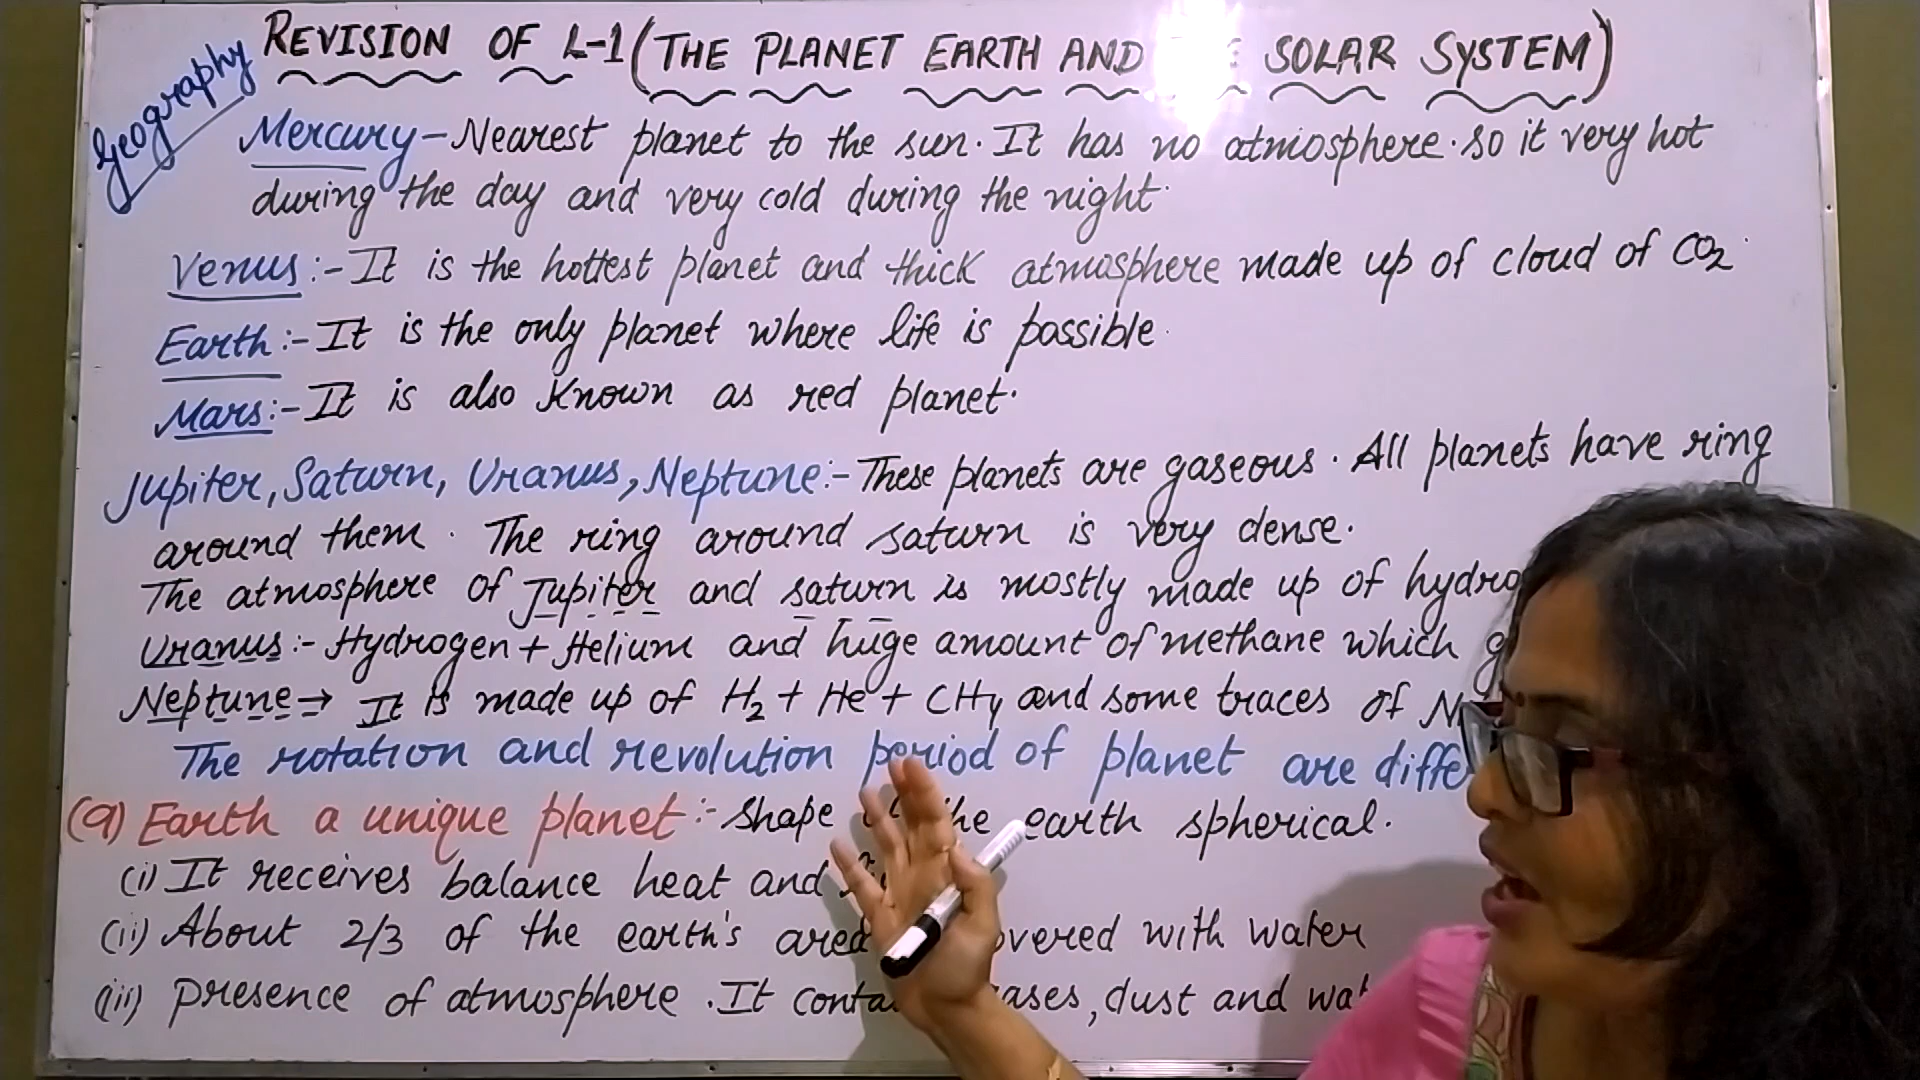 Geography
REVISION OF L-1 (THE PLANET EARTH AND SOLAR SYSTEM)
Mercury - Nearest planet to the sun. It has no atmosphere. so it very hot
during the day and very cold during the night.
Venus :- It is the hottest planet and thick atmosphere made up of cloud of CO2.
Earth :- It is the only planet where life is possible.
Mars :- It is also known as red planet.
Jupiter, Saturn, Uranus, Neptune :- These planets are gaseous. All planets have ring
around them. The ring around saturn is very dense.
The atmosphere of Jupiter and saturn is mostly made up of
Uranus :- Hydrogen + Helium and huge amount of methane which
Neptune → It is made up of H2 + He + CH4 and some traces of
The rotation and revolution period of planet are
(9) Earth a unique planet :- shape the earth spherical.
(i) It receives balance heat and
(ii) About 2/3 of the earth's area with water
(iii) Presence of atmosphere. It dust and